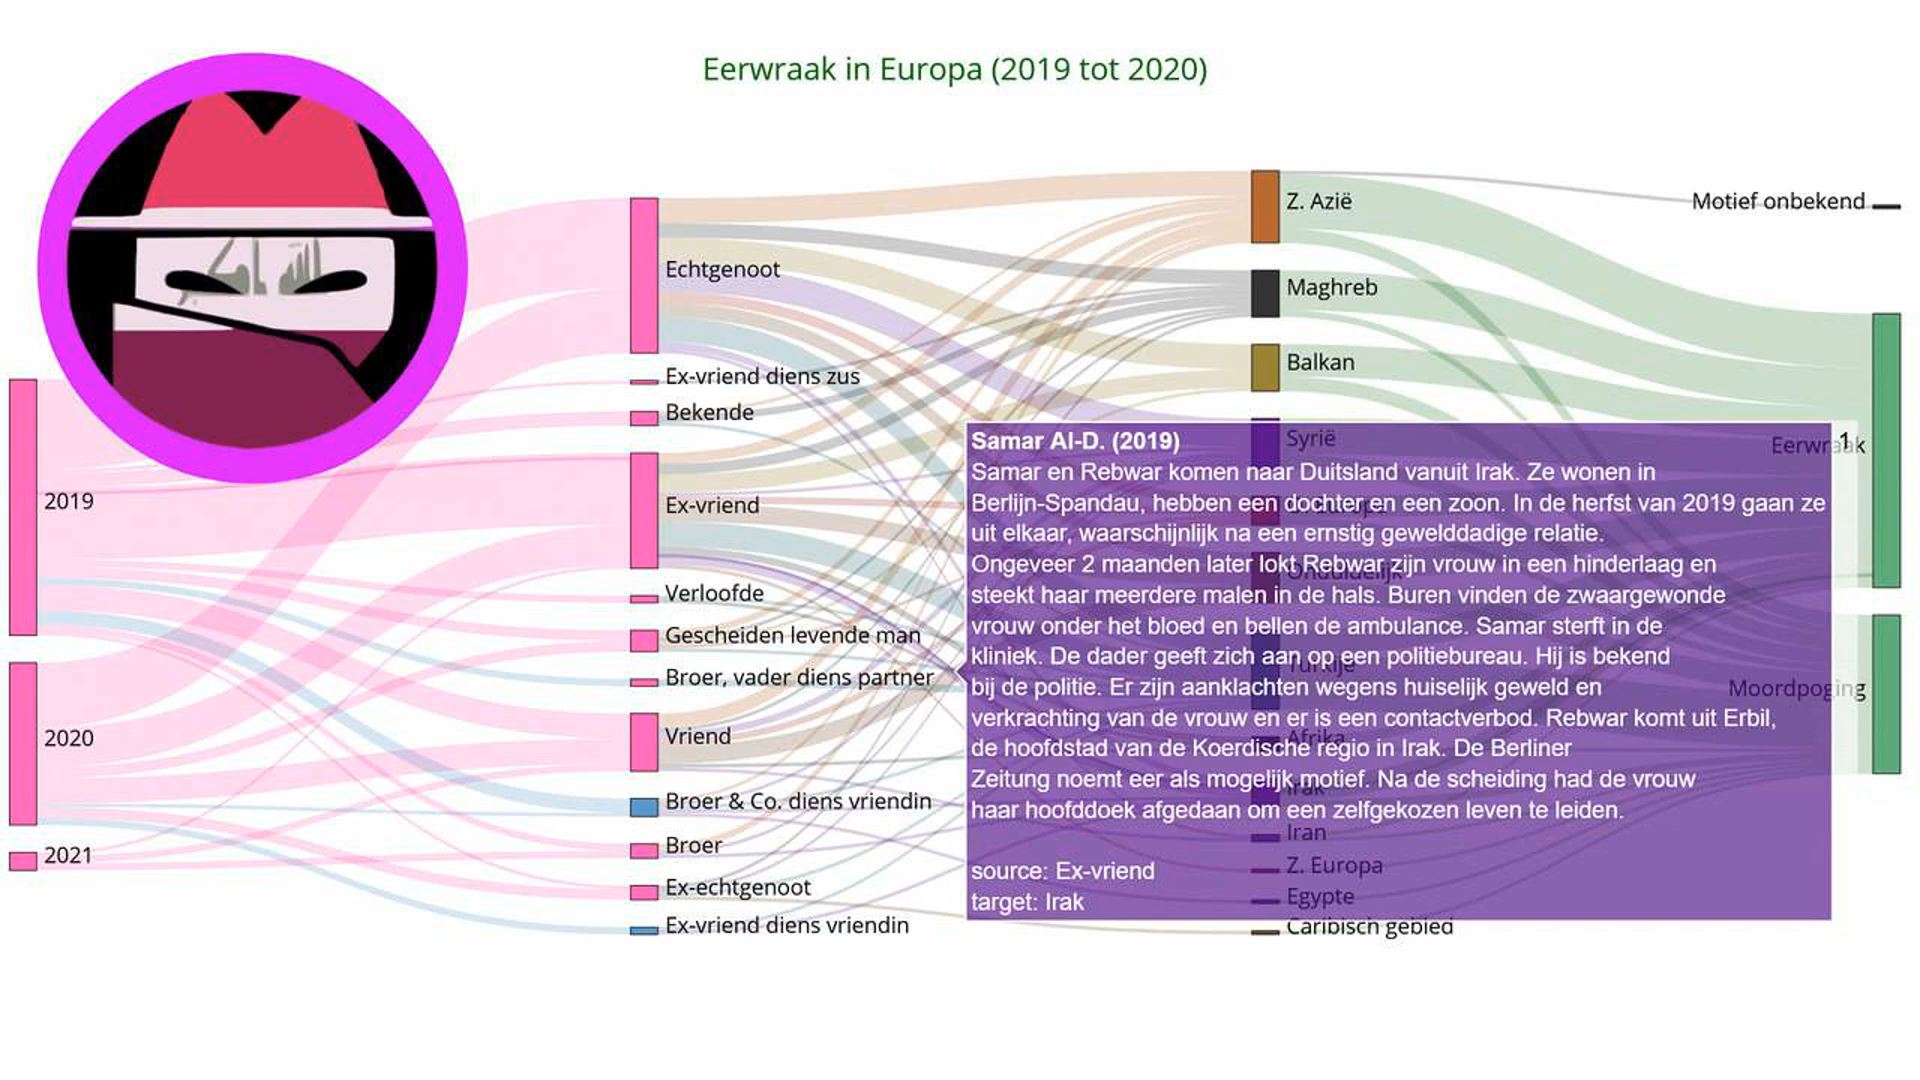 Eerwraak in Europa (2019 tot 2020)
2019
2020
2021
Echtgenoot
Ex-vriend diens zus
Bekende
Ex-vriend
Verloofde
Gescheiden levende man
Broer, vader diens partner
Vriend
Broer & Co. diens vriendin
Broer
Ex-echtgenoot
Ex-vriend diens vriendin
Z. Azië
Maghreb
Balkan
Syrië
Onduidelijk
Turkije
Afrika
Irak
Iran
Z. Europa
Egypte
Caribisch gebied
Motief onbekend
Eerwraak
Moordpoging
1
Samar Al-D. (2019)
Samar en Rebwar komen naar Duitsland vanuit Irak. Ze wonen in
Berlijn-Spandau, hebben een dochter en een zoon. In de herfst van 2019 gaan ze
uit elkaar, waarschijnlijk na een ernstig gewelddadige relatie.
Ongeveer 2 maanden later lokt Rebwar zijn vrouw in een hinderlaag en
steekt haar meerdere malen in de hals. Buren vinden de zwaargewonde
vrouw onder het bloed en bellen de ambulance. Samar sterft in de
kliniek. De dader geeft zich aan op een politiebureau. Hij is bekend
bij de politie. Er zijn aanklachten wegens huiselijk geweld en
verkrachting van de vrouw en er is een contactverbod. Rebwar komt uit Erbil,
de hoofdstad van de Koerdische regio in Irak. De Berliner
Zeitung noemt eer als mogelijk motief. Na de scheiding had de vrouw
haar hoofddoek afgedaan om een zelfgekozen leven te leiden.
source: Ex-vriend
target: Irak